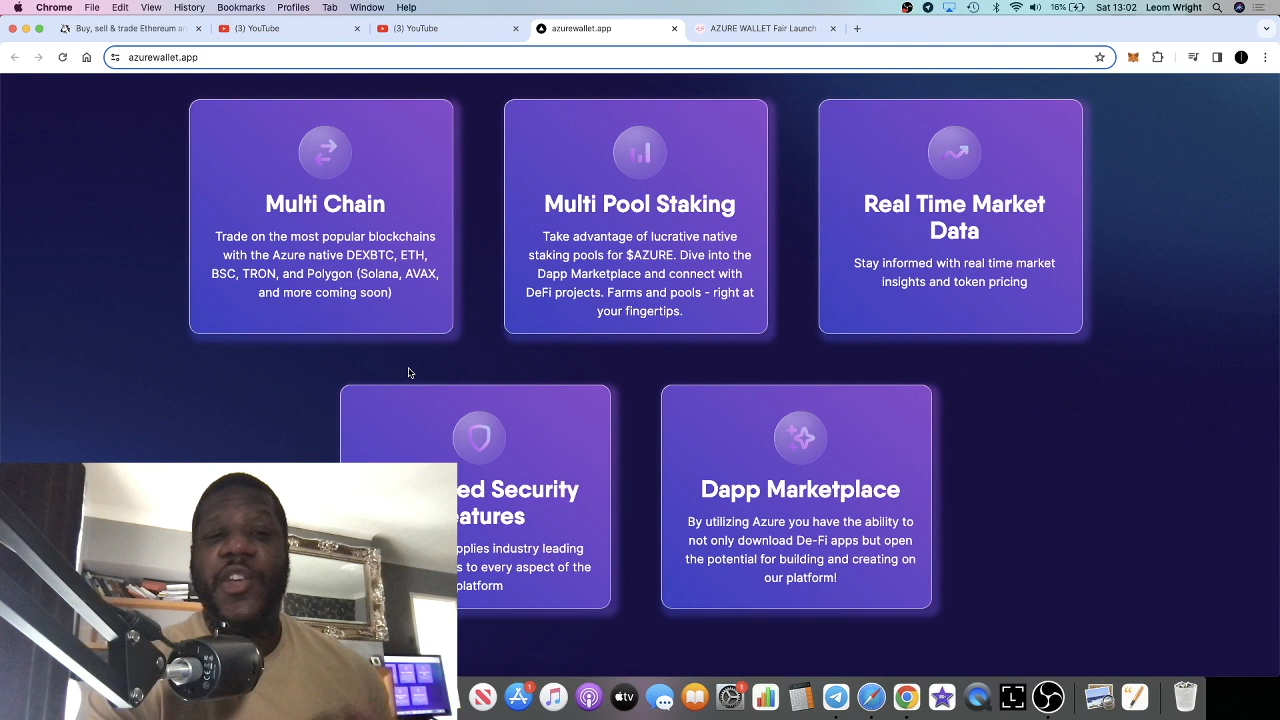 Chrome File Edit View History Bookmarks Profiles Tab Window Help
16% Sat 13:02 Leom Wright
Buy, sell & trade Ethereum an
(3) YouTube
(3) YouTube
azurewallet.app
AZURE WALLET Fair Launch
azurewallet.app
Multi Chain
Trade on the most popular blockchains
with the Azure native DEXBTC, ETH,
BSC, TRON, and Polygon (Solana, AVAX,
and more coming soon)
Multi Pool Staking
Take advantage of lucrative native
staking pools for $AZURE. Dive into the
Dapp Marketplace and connect with
DeFi projects. Farms and pools - right at
your fingertips.
Real Time Market
Data
Stay informed with real time market
insights and token pricing
ed Security
eatures
pplies industry leading
s to every aspect of the
platform
Dapp Marketplace
By utilizing Azure you have the ability to
not only download De-Fi apps but open
the potential for building and creating on
our platform!
tv